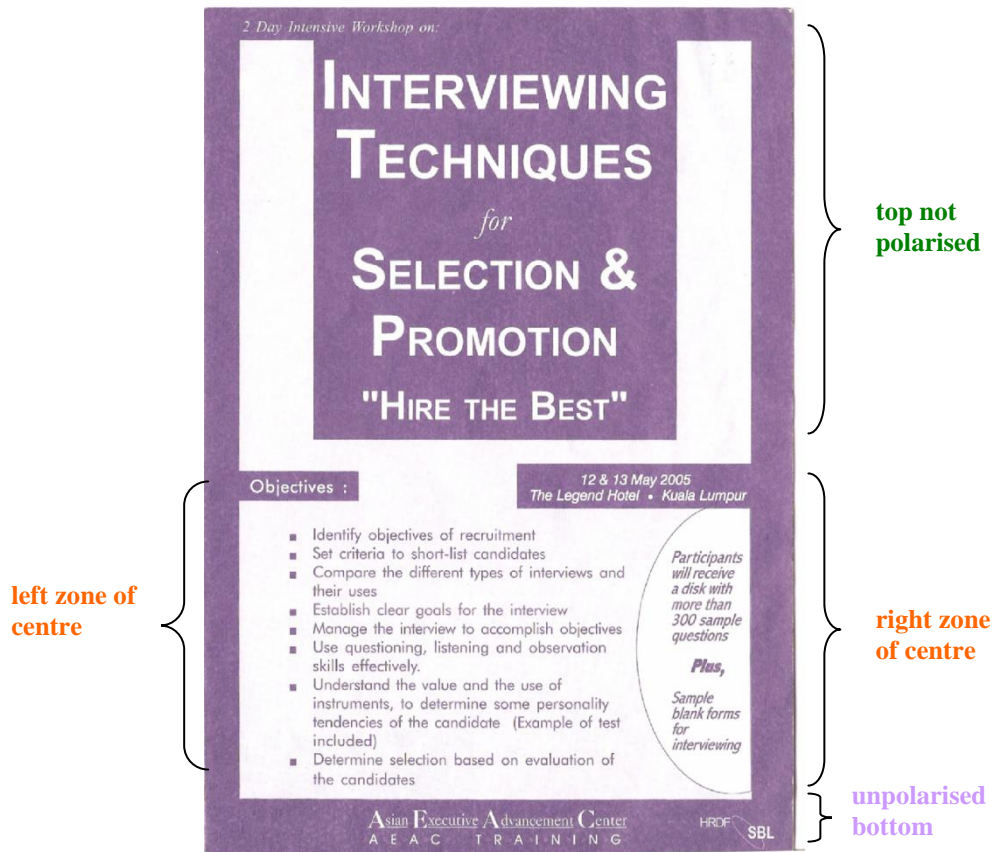 2 Day Intensive Workshop on:
INTERVIEWING
TECHNIQUES
for
SELECTION &
PROMOTION
"HIRE THE BEST"
top not
polarised
Objectives :
12 & 13 May 2005
The Legend Hotel • Kuala Lumpur
left zone of
centre
■ Identify objectives of recruitment
■ Set criteria to short-list candidates
■ Compare the different types of interviews and
their uses
■ Establish clear goals for the interview
■ Manage the interview to accomplish objectives
■ Use questioning, listening and observation
skills effectively.
■ Understand the value and the use of
instruments, to determine some personality
tendencies of the candidate (Example of test
included)
■ Determine selection based on evaluation of
the candidates
Participants
will receive
a disk with
more than
300 sample
questions
Plus,
Sample
blank forms
for
interviewing
right zone
of centre
Asian Executive Advancement Center
AEAC TRAINING
HRDF SBL
unpolarised
bottom